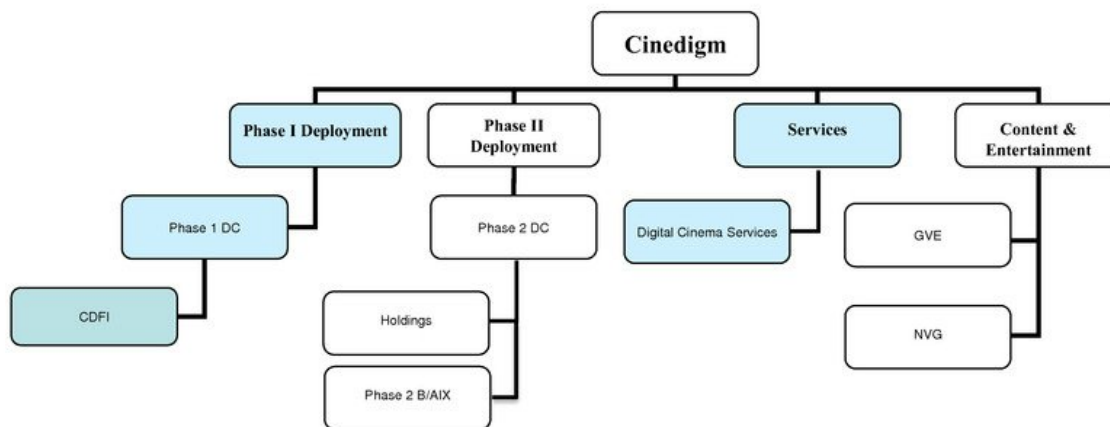 Cinedigm
Phase I Deployment
Phase II
Deployment
Services
Content &
Entertainment
Phase 1 DC
Phase 2 DC
Digital Cinema Services
GVE
CDFI
Holdings
NVG
Phase 2 B/AIX